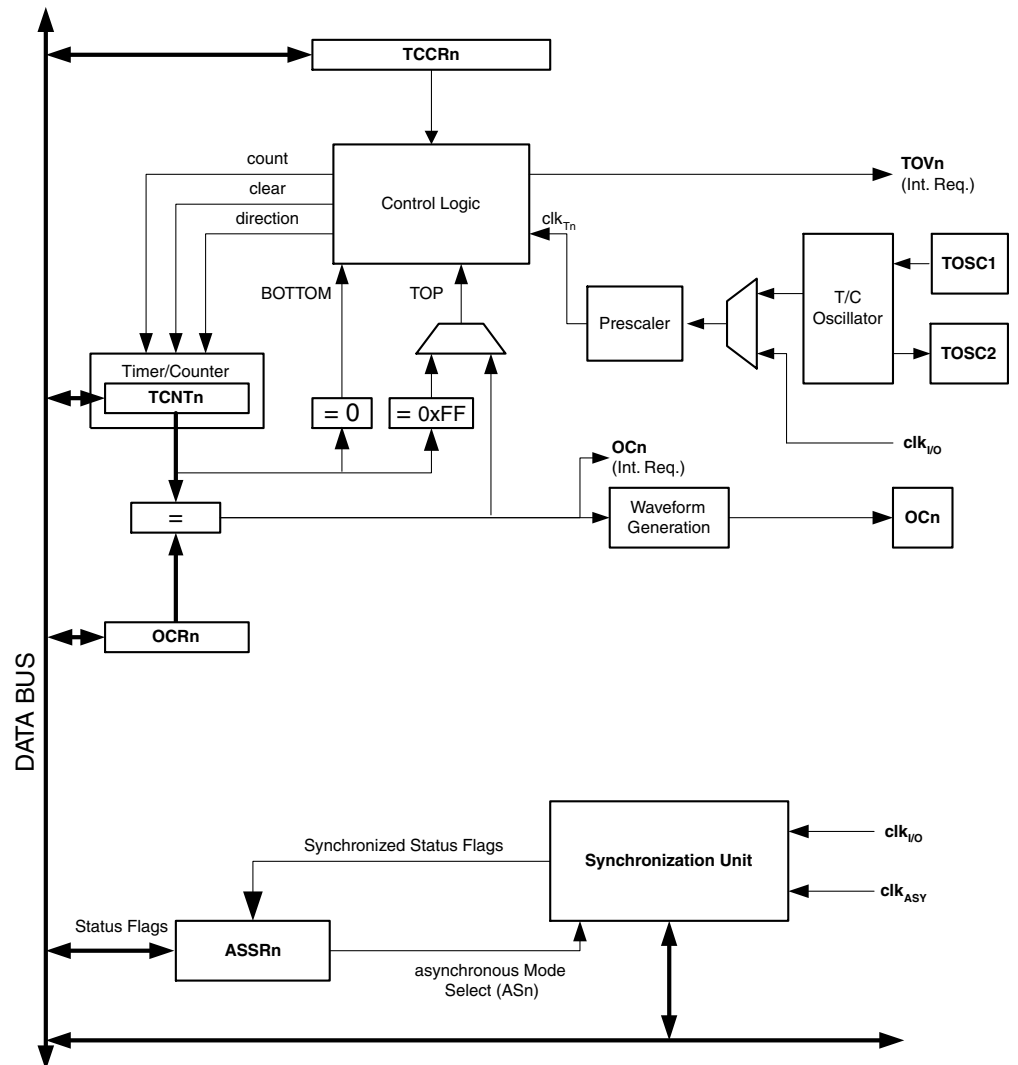 TCCRn
count
clear
direction
Control Logic
TOVn
(Int. Req.)
clkTn
BOTTOM
TOP
Prescaler
T/C
Oscillator
TOSC1
TOSC2
Timer/Counter
TCNTn
= 0
= 0xFF
clkI/O
OCn
(Int. Req.)
=
Waveform
Generation
OCn
OCRn
DATA BUS
Synchronized Status Flags
Synchronization Unit
clkI/O
clkASY
Status Flags
ASSRn
asynchronous Mode
Select (ASn)